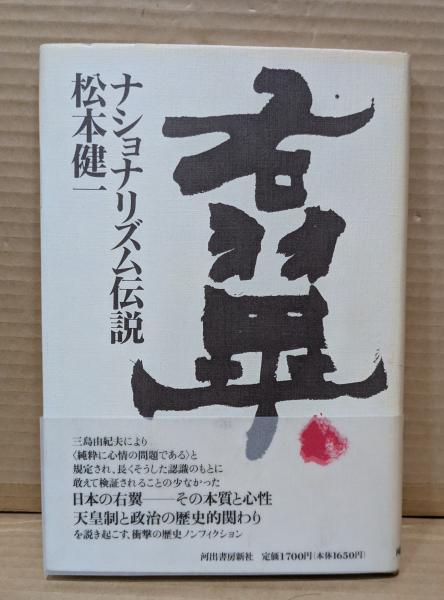 右翼
ナショナリズム伝説
松本健一
三島由紀夫により
〈純粋に心情の問題である〉と
規定され、長くそうした認識のもとに
敢えて検証されることの少なかった
日本の右翼――その本質と心性
天皇制と政治の歴史的関わり
を説き起こす、衝撃の歴史ノンフィクション
河出書房新社 定価1700円(本体1650円)